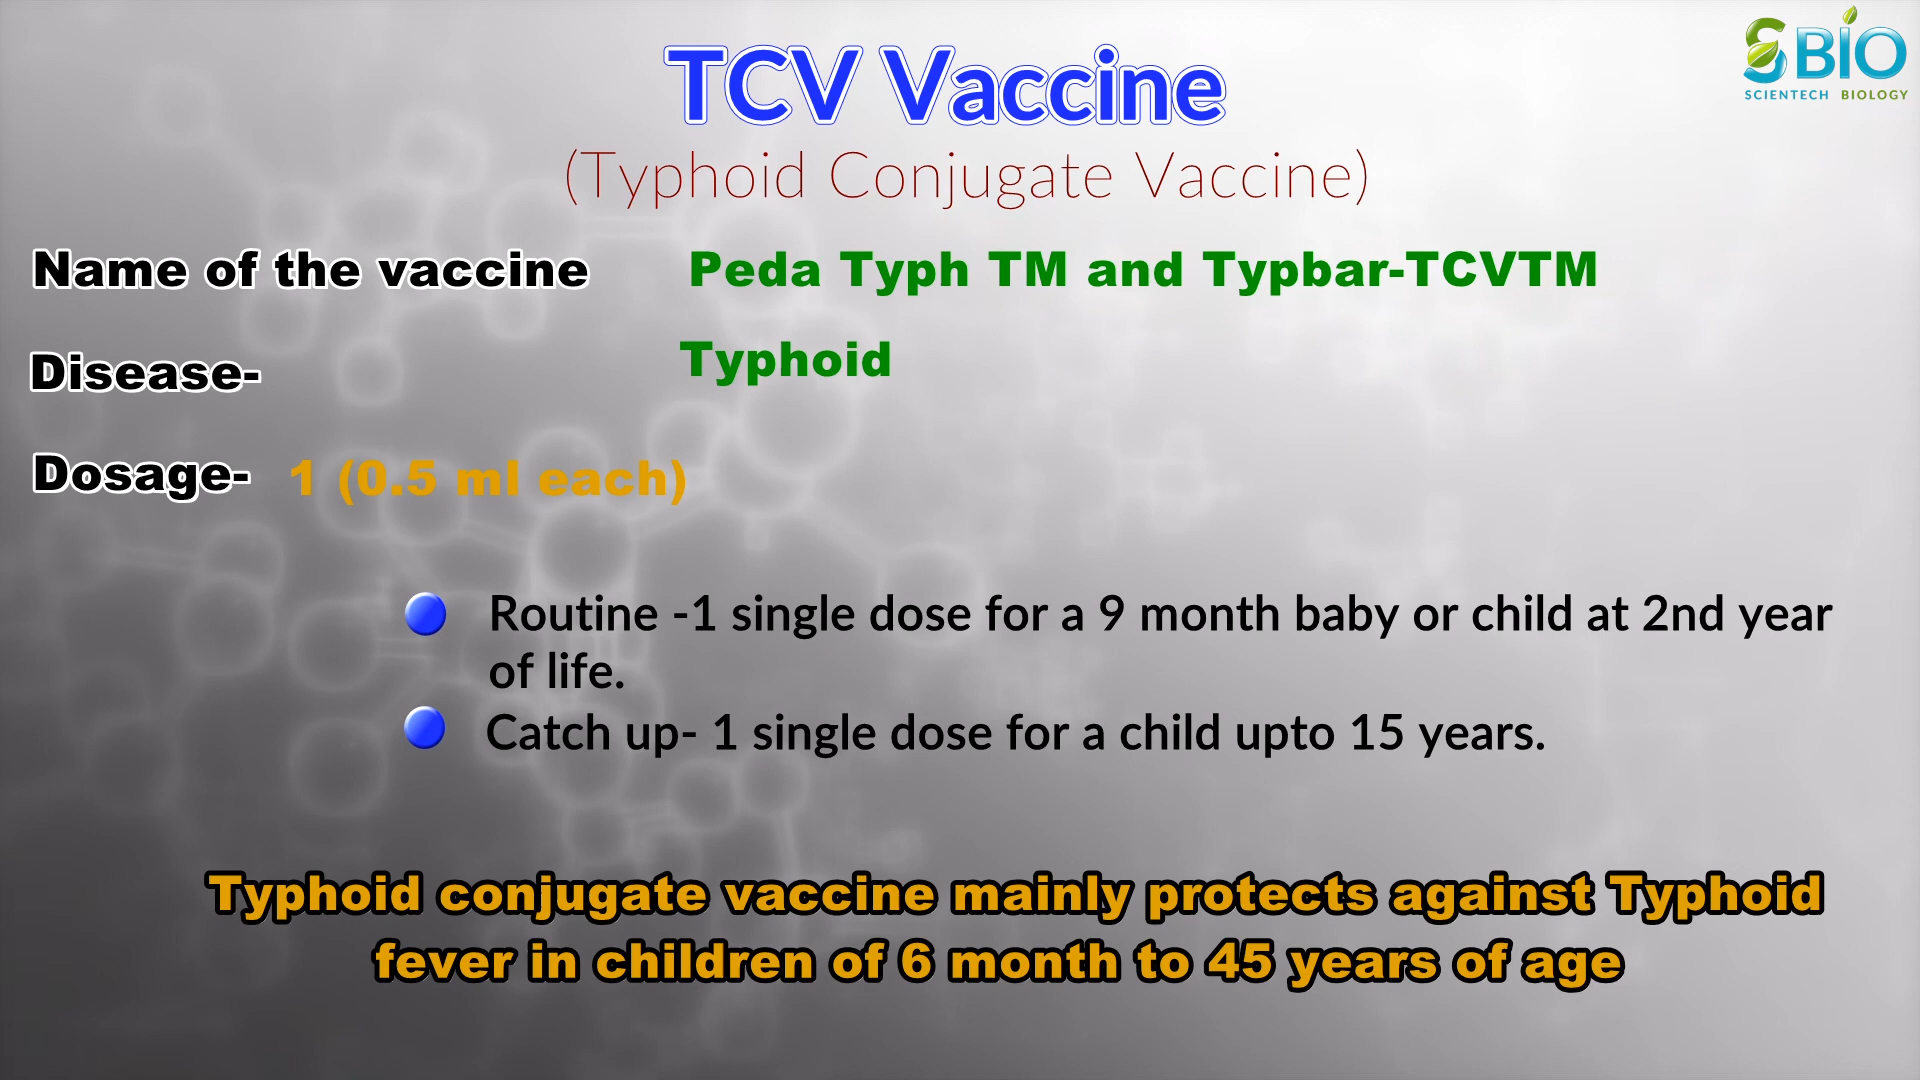 TCV Vaccine
SBIO
SCIENTECH BIOLOGY
(Typhoid Conjugate Vaccine)
Name of the vaccine Peda Typh TM and Typbar-TCVTM
Disease- Typhoid
Dosage- 1 (0.5 ml each)
Routine -1 single dose for a 9 month baby or child at 2nd year
of life.
Catch up- 1 single dose for a child upto 15 years.
Typhoid conjugate vaccine mainly protects against Typhoid
fever in children of 6 month to 45 years of age